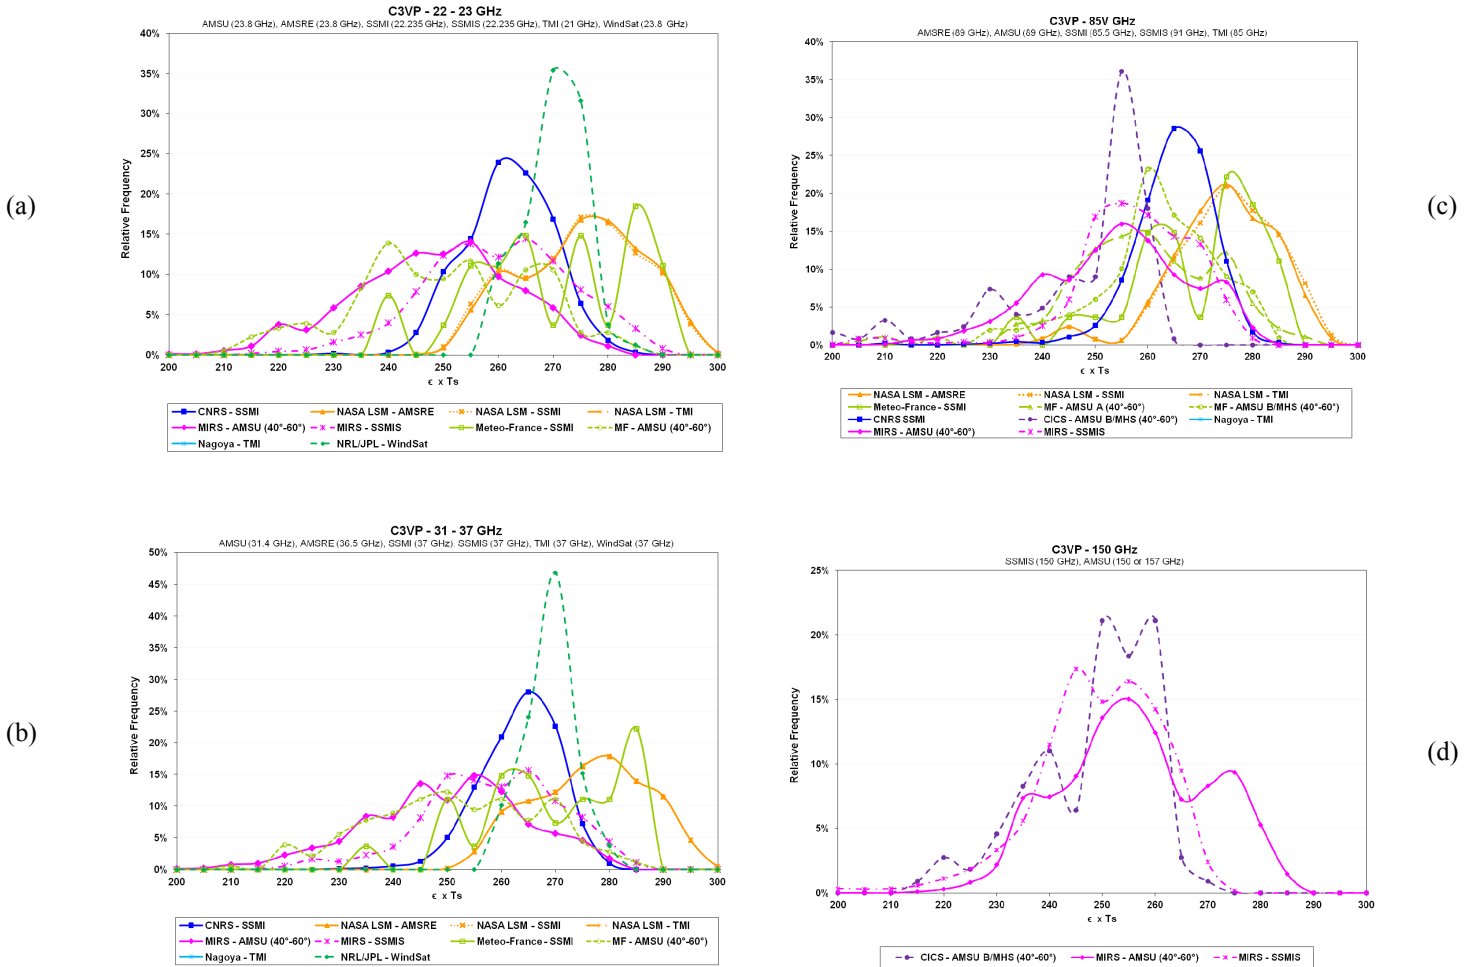 (a)
C3VP - 22 - 23 GHz
AMSU (23.8 GHz), AMSRE (23.8 GHz), SSMI (22.235 GHz), SSMIS (22.235 GHz), TMI (21 GHz), WindSat (23.8 GHz)
40%
35%
30%
25%
20%
15%
10%
5%
0%
Relative Frequency
200 210 220 230 240 250 260 270 280 290 300
ϵ x Ts
CNRS - SSMI NASA LSM - AMSRE NASA LSM - SSMI NASA LSM - TMI
MIRS - AMSU (40°-60°) MIRS - SSMIS Meteo-France - SSMI MF - AMSU (40°-60°)
Nagoya - TMI NRL/JPL - WindSat
(c)
C3VP - 85V GHz
AMSRE (89 GHz), AMSU (89 GHz), SSMI (85.5 GHz), SSMIS (91 GHz), TMI (85 GHz)
40%
35%
30%
25%
20%
15%
10%
5%
0%
Relative Frequency
200 210 220 230 240 250 260 270 280 290 300
ϵ x Ts
NASA LSM - AMSRE NASA LSM - SSMI NASA LSM - TMI
Meteo-France - SSMI MF - AMSU A (40°-60°) MF - AMSU B/MHS (40°-60°)
CNRS SSMI CICS - AMSU B/MHS (40°-60°) Nagoya - TMI
MIRS - AMSU (40°-60°) MIRS - SSMIS
(b)
C3VP - 31 - 37 GHz
AMSU (31.4 GHz), AMSRE (36.5 GHz), SSMI (37 GHz). SSMIS (37 GHz), TMI (37 GHz), WindSat (37 GHz)
50%
45%
40%
35%
30%
25%
20%
15%
10%
5%
0%
Relative Frequency
200 210 220 230 240 250 260 270 280 290 300
ϵ x Ts
CNRS - SSMI NASA LSM - AMSRE NASA LSM - SSMI NASA LSM - TMI
MIRS - AMSU (40°-60°) MIRS - SSMIS Meteo-France - SSMI MF - AMSU (40°-60°)
Nagoya - TMI NRL/JPL - WindSat
(d)
C3VP - 150 GHz
SSMIS (150 GHz), AMSU (150 or 157 GHz)
25%
20%
15%
10%
5%
0%
Relative Frequency
200 210 220 230 240 250 260 270 280 290 300
ϵ x Ts
CICS - AMSU B/MHS (40°-60°) MIRS - AMSU (40°-60°) MIRS - SSMIS